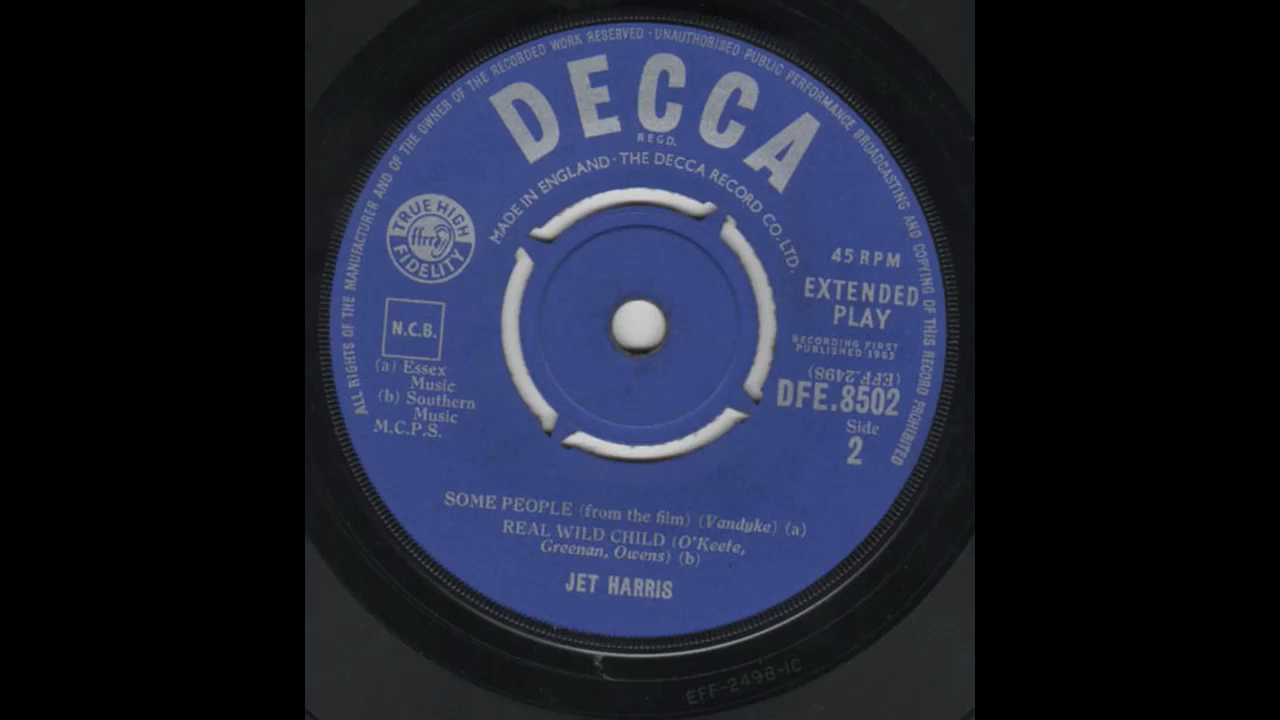 ALL RIGHTS OF THE MANUFACTURER AND OF THE OWNER OF THE RECORDED WORK RESERVED · UNAUTHORISED PUBLIC PERFORMANCE BROADCASTING AND COPYING OF THIS RECORD PROHIBITED
DECCA
REGD.
MADE IN ENGLAND · THE DECCA RECORD CO. LTD.
TRUE HIGH
ffrr
FIDELITY
45 RPM
EXTENDED
PLAY
N.C.B.
RECORDING FIRST
PUBLISHED 1962
(a) Essex
Music
(EFF.2498)
(b) Southern
Music
DFE.8502
M.C.P.S.
Side
2
SOME PEOPLE (from the film) (Vandyke) (a)
REAL WILD CHILD (O'Keefe,
Greenan, Owens) (b)
JET HARRIS
EFF-2498-1C